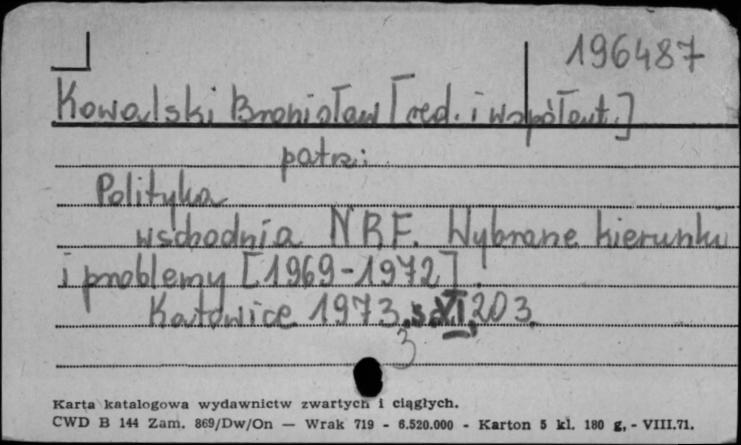 196487
Kowalski Bronisław [red. i współaut.]
patrz:
Polityka
wschodnia NRF. Wybrane kierunki
i problemy [1969-1972].
Katowice 1973, s. XI, 203.
3
Karta katalogowa wydawnictw zwartych i ciągłych.
CWD B 144 Zam. 869/Dw/On — Wrak 719 - 6.520.000 - Karton 5 kl. 180 g, - VIII.71.